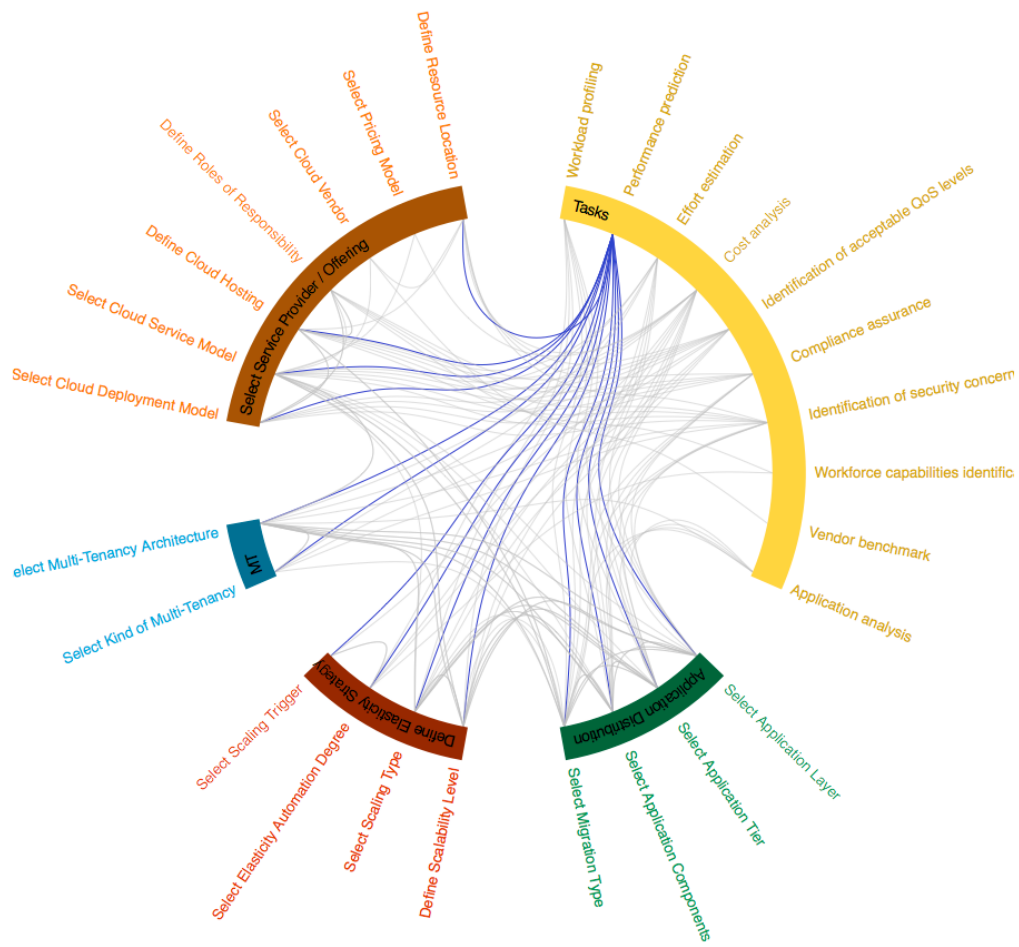 Define Resource Location
Select Pricing Model
Select Cloud Vendor
Define Roles of Responsibility
Define Cloud Hosting
Select Cloud Service Model
Select Cloud Deployment Model
Select Service Provider / Offering
Tasks
Workload profiling
Performance prediction
Effort estimation
Cost analysis
Identification of acceptable QoS levels
Compliance assurance
Identification of security concern
Workforce capabilities identific
Vendor benchmark
Application analysis
elect Multi-Tenancy Architecture
Select Kind of Multi-Tenancy
MT
Define Elasticity Strategy
Select Scaling Trigger
Select Elasticity Automation Degree
Select Scaling Type
Define Scalability Level
Application Distribution
Select Migration Type
Select Application Components
Select Application Tier
Select Application Layer